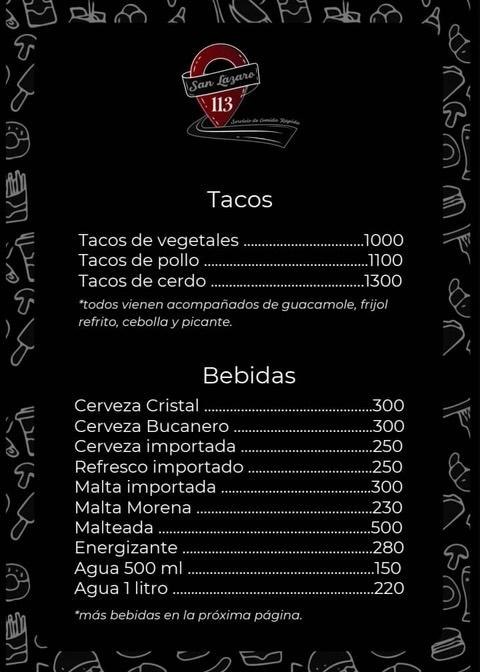 San Lazaro
113
Servicio de Comida Rápida
Tacos
Tacos de vegetales ..............................1000
Tacos de pollo ..........................................1100
Tacos de cerdo .......................................1300
*todos vienen acompañados de guacamole, frijol
refrito, cebolla y picante.
Bebidas
Cerveza Cristal ..........................................300
Cerveza Bucanero ...................................300
Cerveza importada .................................250
Refresco importado ...............................250
Malta importada ......................................300
Malta Morena ............................................230
Malteada ......................................................500
Energizante ................................................280
Agua 500 ml ..............................................150
Agua 1 litro ..................................................220
*más bebidas en la próxima página.